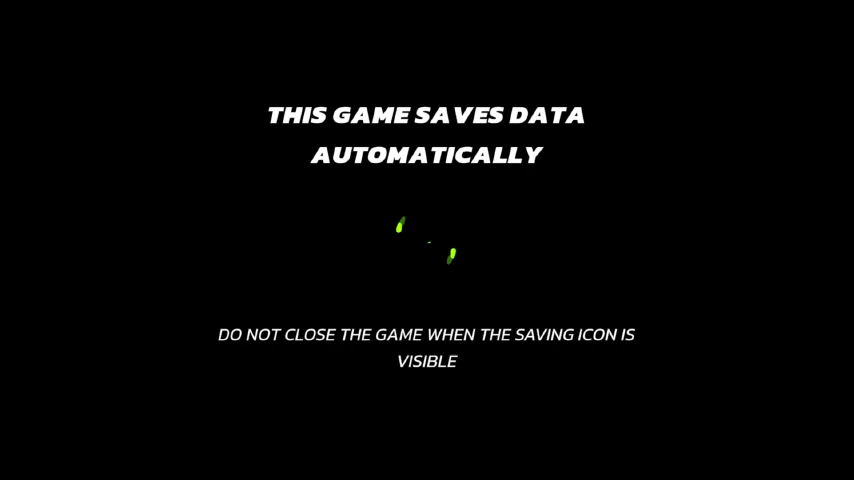 THIS GAME SAVES DATA
AUTOMATICALLY
DO NOT CLOSE THE GAME WHEN THE SAVING ICON IS
VISIBLE